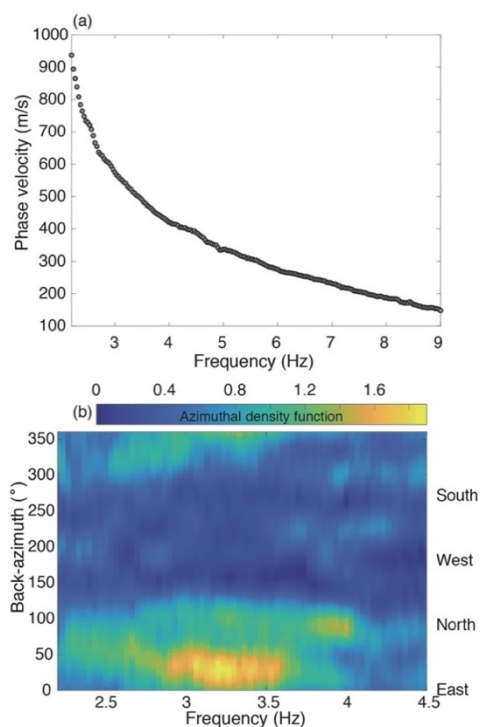 (a)
1000
900
800
700
600
500
400
300
200
100
Phase velocity (m/s)
3 4 5 6 7 8 9
Frequency (Hz)
0 0.4 0.8 1.2 1.6
(b)
Azimuthal density function
350
300
250
200
150
100
50
0
Back-azimuth (°)
South
West
North
East
2.5 3 3.5 4 4.5
Frequency (Hz)